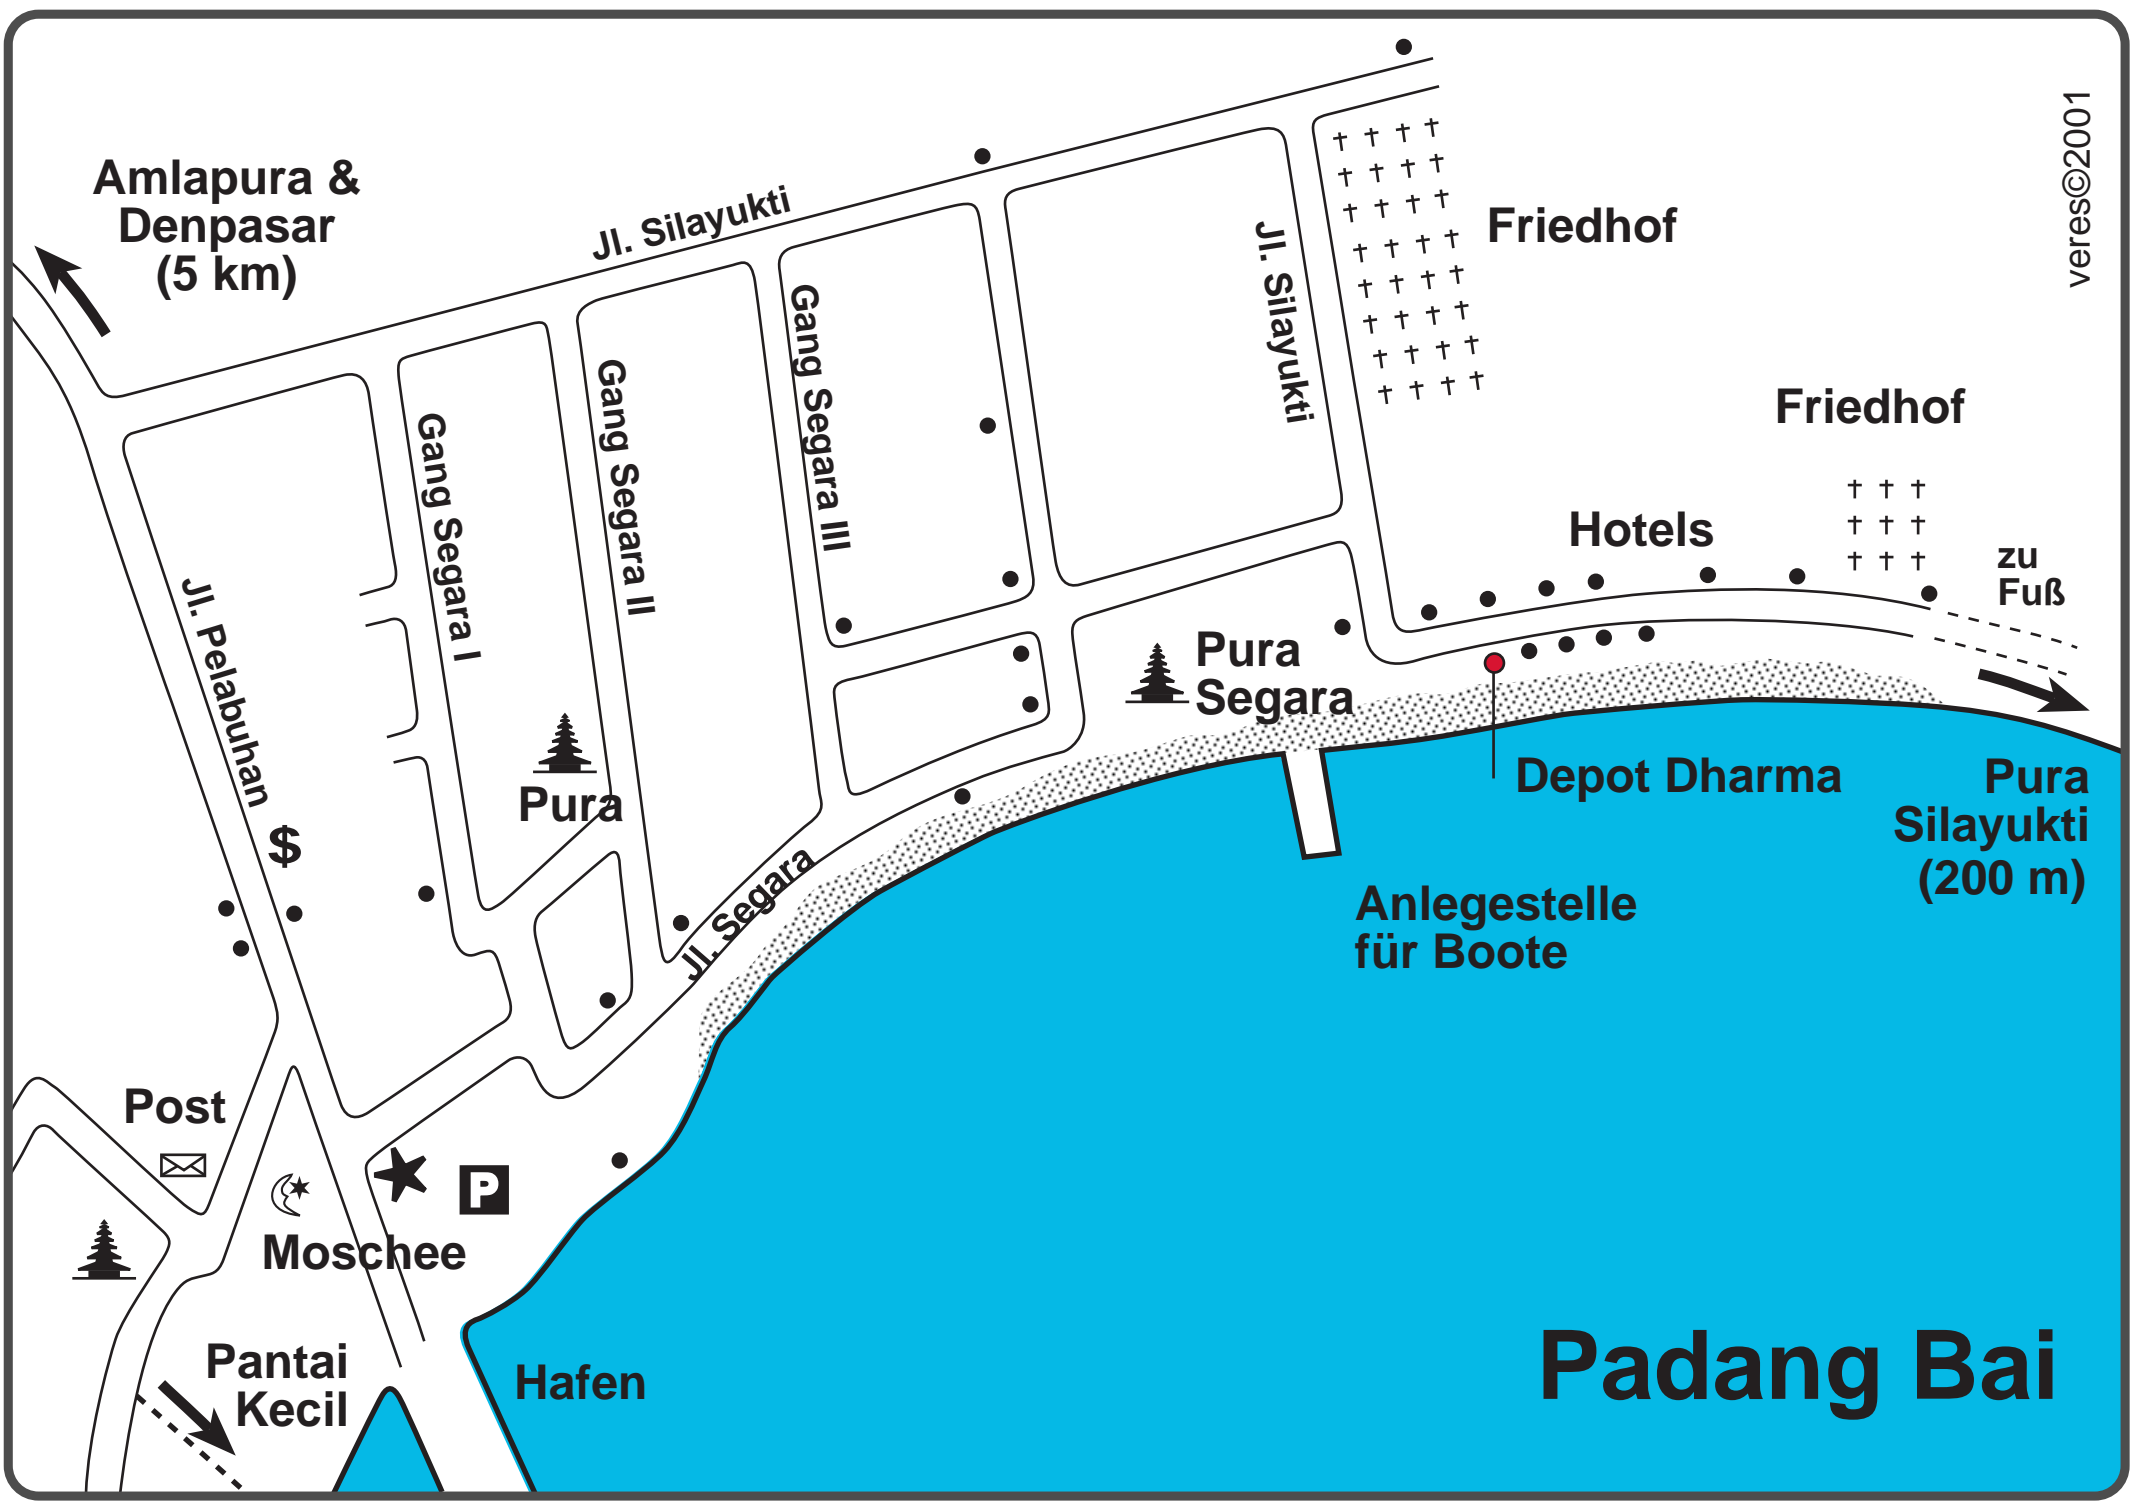 Amlapura &
Denpasar
(5 km)
Jl. Silayukti
veres©2001
Friedhof
Jl. Silayukti
Gang Segara III
Gang Segara II
Gang Segara I
Friedhof
Hotels
zu
Fuß
Jl. Pelabuhan
Pura
Segara
Pura
$
Depot Dharma
Pura
Silayukti
(200 m)
Jl. Segara
Anlegestelle
für Boote
Post
P
Moschee
Pantai
Kecil
Hafen
Padang Bai